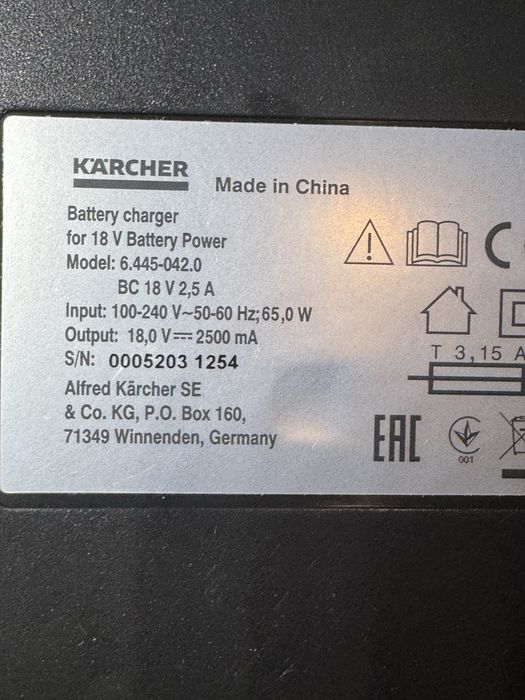 KÄRCHER
Made in China
Battery charger
for 18 V Battery Power
Model: 6.445-042.0
BC 18 V 2,5 A
Input: 100-240 V~50-60 Hz; 65,0 W
Output: 18,0 V⎓2500 mA
S/N: 0005203 1254
Alfred Kärcher SE
& Co. KG, P.O. Box 160,
71349 Winnenden, Germany
T 3,15 A
EAC
001